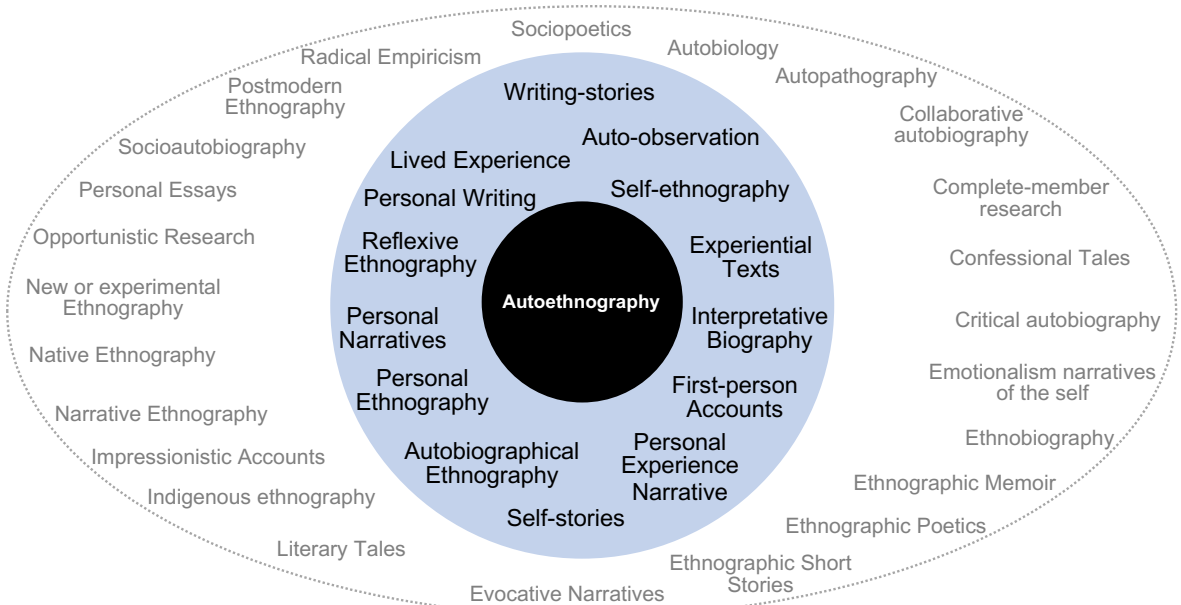 Sociopoetics
Autobiology
Radical Empiricism
Autopathography
Postmodern
Ethnography
Collaborative
autobiography
Socioautobiography
Personal Essays
Complete-member
research
Opportunistic Research
Confessional Tales
New or experimental
Ethnography
Critical autobiography
Native Ethnography
Emotionalism narratives
of the self
Narrative Ethnography
Ethnobiography
Impressionistic Accounts
Ethnographic Memoir
Indigenous ethnography
Ethnographic Poetics
Literary Tales
Ethnographic Short
Stories
Evocative Narratives
Writing-stories
Auto-observation
Lived Experience
Self-ethnography
Personal Writing
Reflexive
Ethnography
Experiential
Texts
Personal
Narratives
Interpretative
Biography
Personal
Ethnography
First-person
Accounts
Autobiographical
Ethnography
Personal
Experience
Narrative
Self-stories
Autoethnography